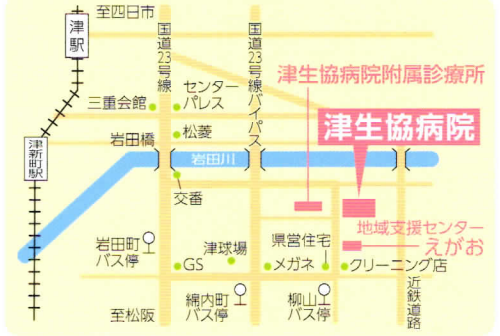 至四日市
津駅
国道23号線
国道23号線バイパス
津生協病院附属診療所
センター
パレス
三重会館
津生協病院
松菱
岩田橋
津新町駅
岩田川
交番
地域支援センター
えがお
岩田町
バス停
津球場
県営住宅
GS
メガネ
クリーニング店
近鉄道路
綿内町
バス停
柳山
バス停
至松阪